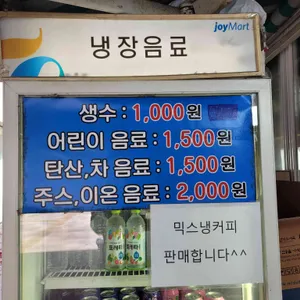 joyMart
냉장음료
생수 : 1,000원
어린이 음료 : 1,500원
탄산,차 음료 : 1,500원
주스,이온 음료 : 2,000원
믹스냉커피
판매합니다^^